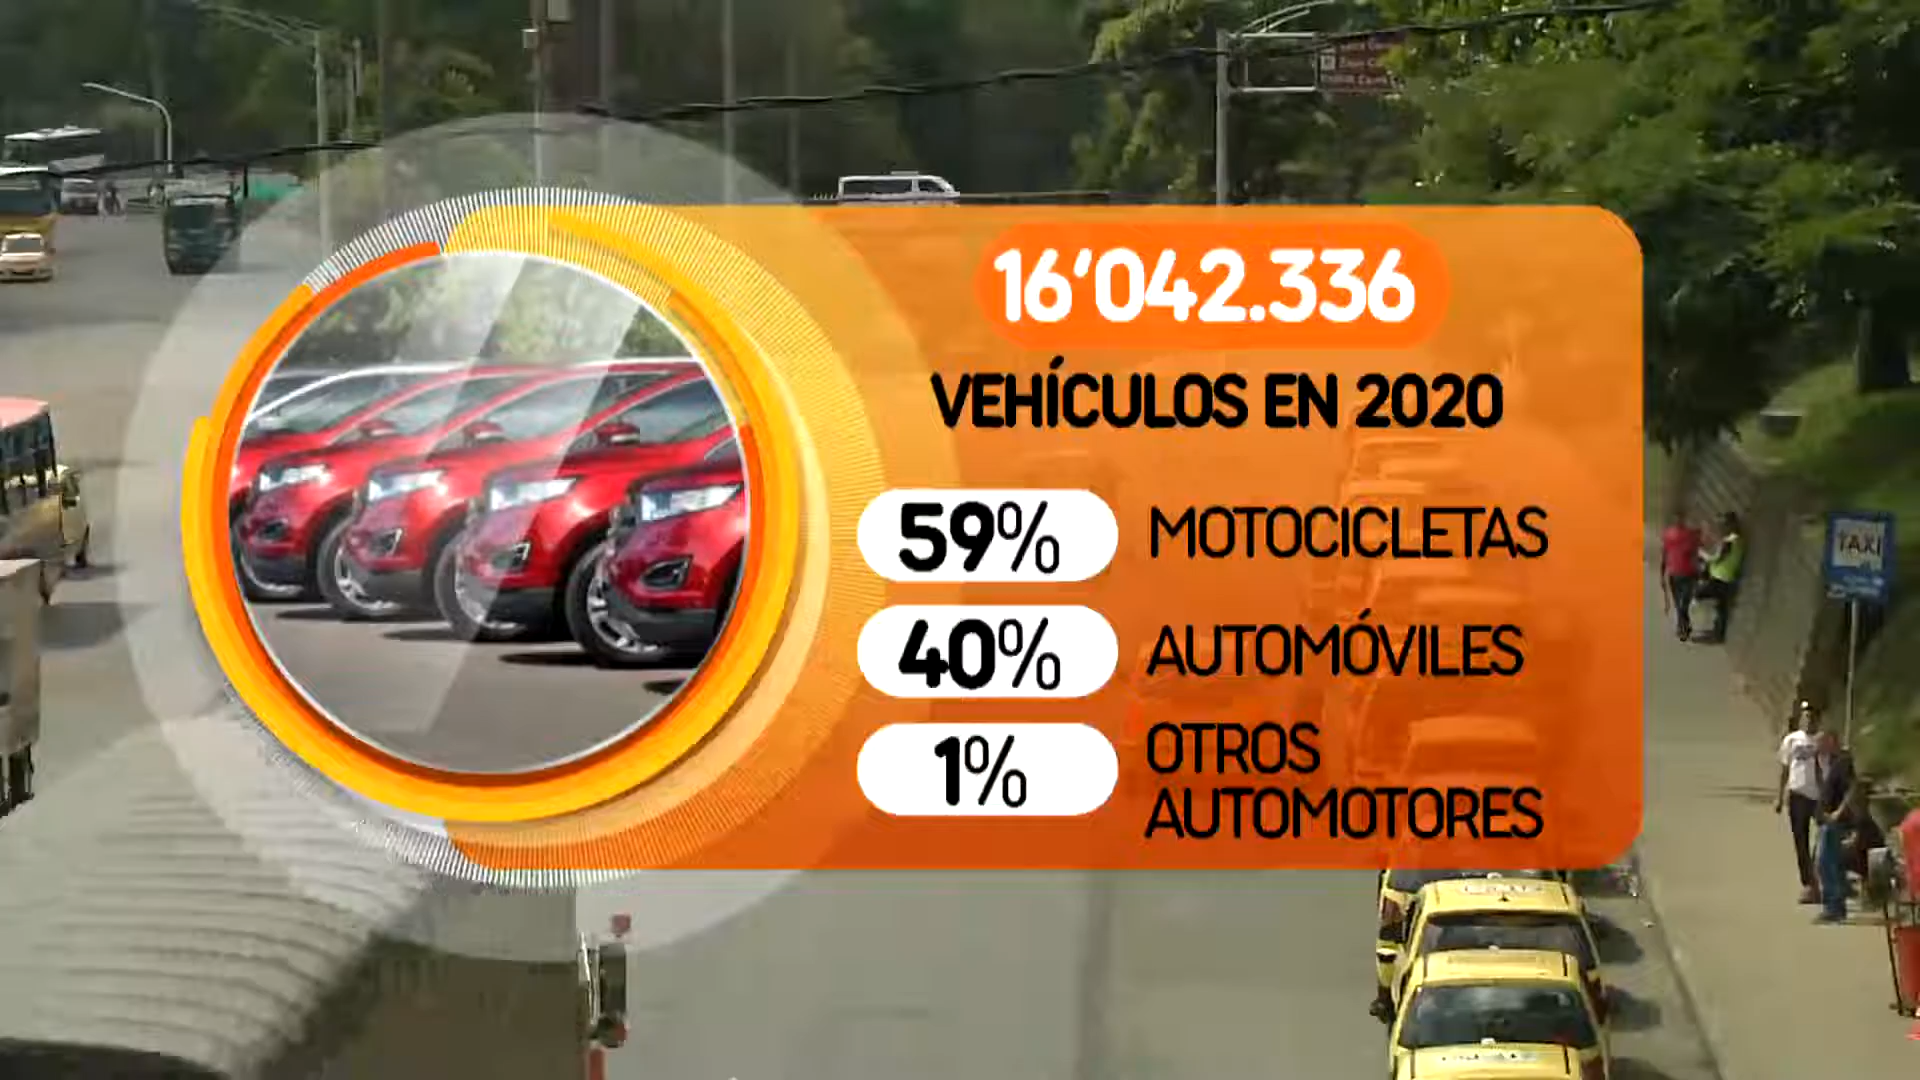 16‘042.336
VEHÍCULOS EN 2020
59% MOTOCICLETAS
40% AUTOMÓVILES
1% OTROS
AUTOMOTORES
TAXI